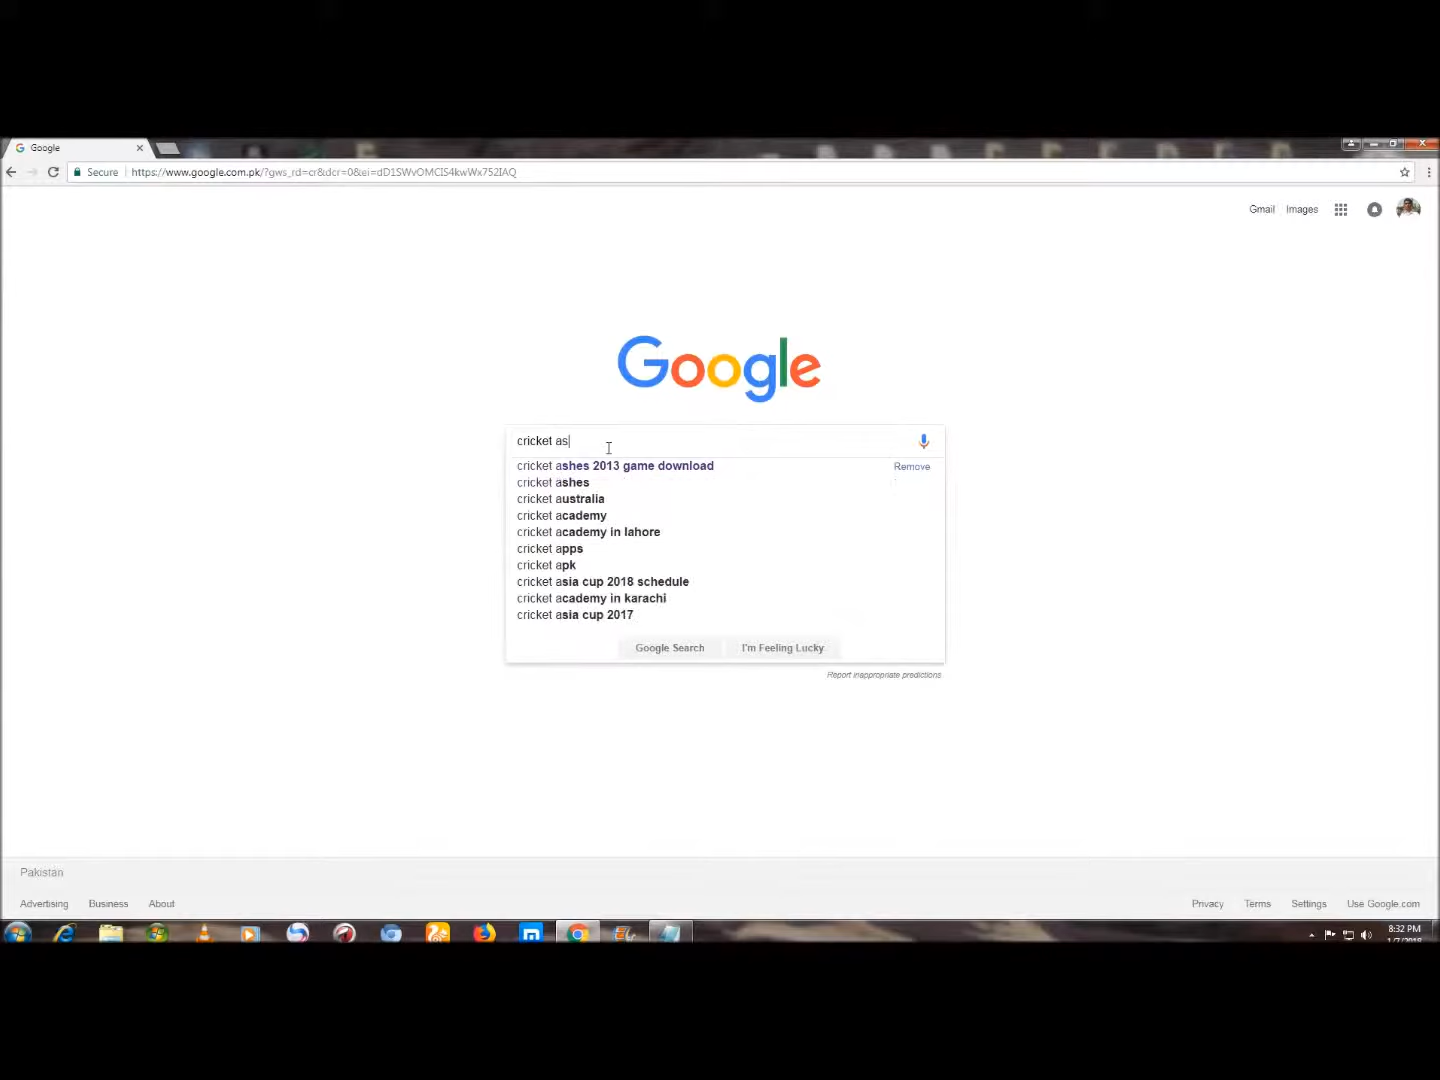 Google
Secure https://www.google.com.pk/?gws_rd=cr&dcr=0&ei=dD1SWvOMCIS4kwWx752IAQ
Gmail Images
Google
cricket as
cricket ashes 2013 game download Remove
cricket ashes
cricket australia
cricket academy
cricket academy in lahore
cricket apps
cricket apk
cricket asia cup 2018 schedule
cricket academy in karachi
cricket asia cup 2017
Google Search I'm Feeling Lucky
Report inappropriate predictions
Pakistan
Advertising Business About Privacy Terms Settings Use Google.com
8:32 PM
1/7/2018